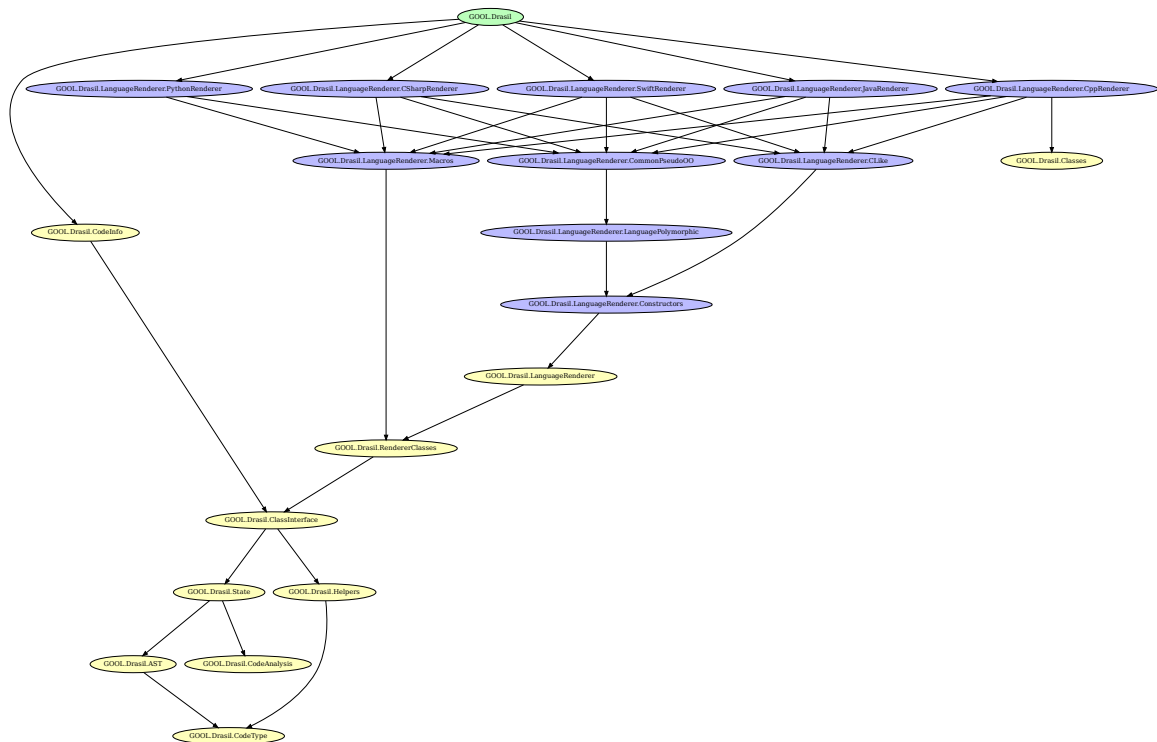 GOOL.Drasil
GOOL.Drasil.LanguageRenderer.PythonRenderer
GOOL.Drasil.LanguageRenderer.CSharpRenderer
GOOL.Drasil.LanguageRenderer.SwiftRenderer
GOOL.Drasil.LanguageRenderer.JavaRenderer
GOOL.Drasil.LanguageRenderer.CppRenderer
GOOL.Drasil.LanguageRenderer.Macros
GOOL.Drasil.LanguageRenderer.CommonPseudoOO
GOOL.Drasil.LanguageRenderer.CLike
GOOL.Drasil.Classes
GOOL.Drasil.CodeInfo
GOOL.Drasil.LanguageRenderer.LanguagePolymorphic
GOOL.Drasil.LanguageRenderer.Constructors
GOOL.Drasil.LanguageRenderer
GOOL.Drasil.RendererClasses
GOOL.Drasil.ClassInterface
GOOL.Drasil.State
GOOL.Drasil.Helpers
GOOL.Drasil.AST
GOOL.Drasil.CodeAnalysis
GOOL.Drasil.CodeType